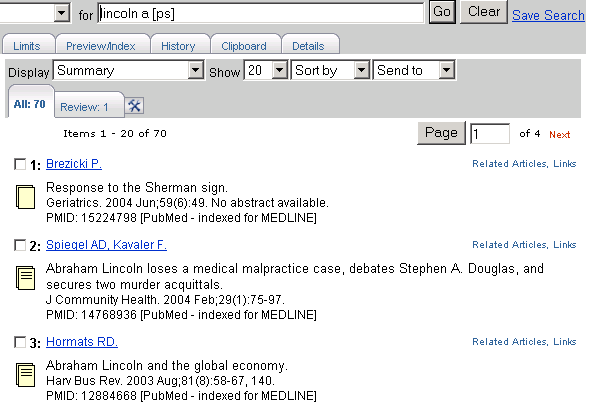 for lincoln a [ps] Go Clear Save Search
Limits Preview/Index History Clipboard Details
Display Summary Show 20 Sort by Send to
All: 70 Review: 1
Items 1 - 20 of 70 Page 1 of 4 Next
1: Brezicki P. Related Articles, Links
Response to the Sherman sign.
Geriatrics. 2004 Jun;59(6):49. No abstract available.
PMID: 15224798 [PubMed - indexed for MEDLINE]
2: Spiegel AD, Kavaler F. Related Articles, Links
Abraham Lincoln loses a medical malpractice case, debates Stephen A. Douglas, and
secures two murder acquittals.
J Community Health. 2004 Feb;29(1):75-97.
PMID: 14768936 [PubMed - indexed for MEDLINE]
3: Hormats RD. Related Articles, Links
Abraham Lincoln and the global economy.
Harv Bus Rev. 2003 Aug;81(8):58-67, 140.
PMID: 12884668 [PubMed - indexed for MEDLINE]